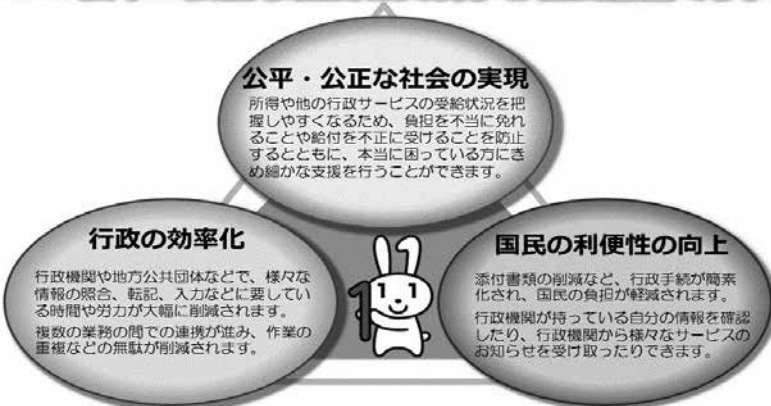 公平・公正な社会の実現
所得や他の行政サービスの受給状況を把
握しやすくなるため、負担を不当に免れ
ることや給付を不正に受けることを防止
するとともに、本当に困っている方にき
め細かな支援を行うことができます。
行政の効率化
行政機関や地方公共団体などで、様々な
情報の照合、転記、入力などに要してい
る時間や労力が大幅に削減されます。
複数の業務の間での連携が進み、作業の
重複などの無駄が削減されます。
国民の利便性の向上
添付書類の削減など、行政手続が簡素
化され、国民の負担が軽減されます。
行政機関が持っている自分の情報を確認
したり、行政機関から様々なサービスの
お知らせを受け取ったりできます。